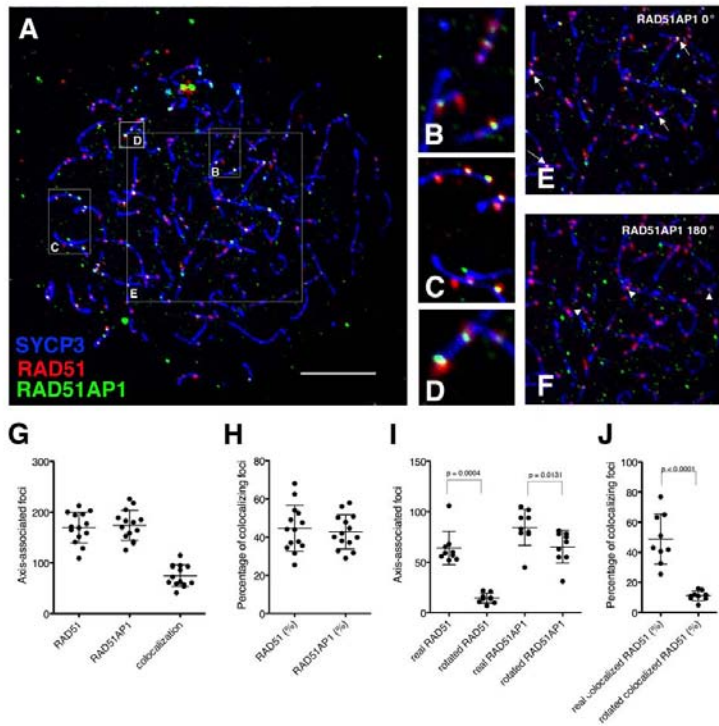 A
D
B
C
E
SYCP3
RAD51
RAD51AP1
B
C
D
RAD51AP1 0°
E
RAD51AP1 180°
F
G
Axis-associated foci
300
200
100
0
RAD51
RAD51AP1
colocalization
H
Percentage of colocalizing foci
80
60
40
20
0
RAD51 (%)
RAD51AP1 (%)
I
Axis-associated foci
150
100
50
0
p = 0.0004
p = 0.0131
real RAD51
rotated RAD51
real RAD51AP1
rotated RAD51AP1
J
Percentage of colocalizing foci
100
80
60
40
20
0
p < 0.0001
real colocalized RAD51 (%)
rotated colocalized RAD51 (%)